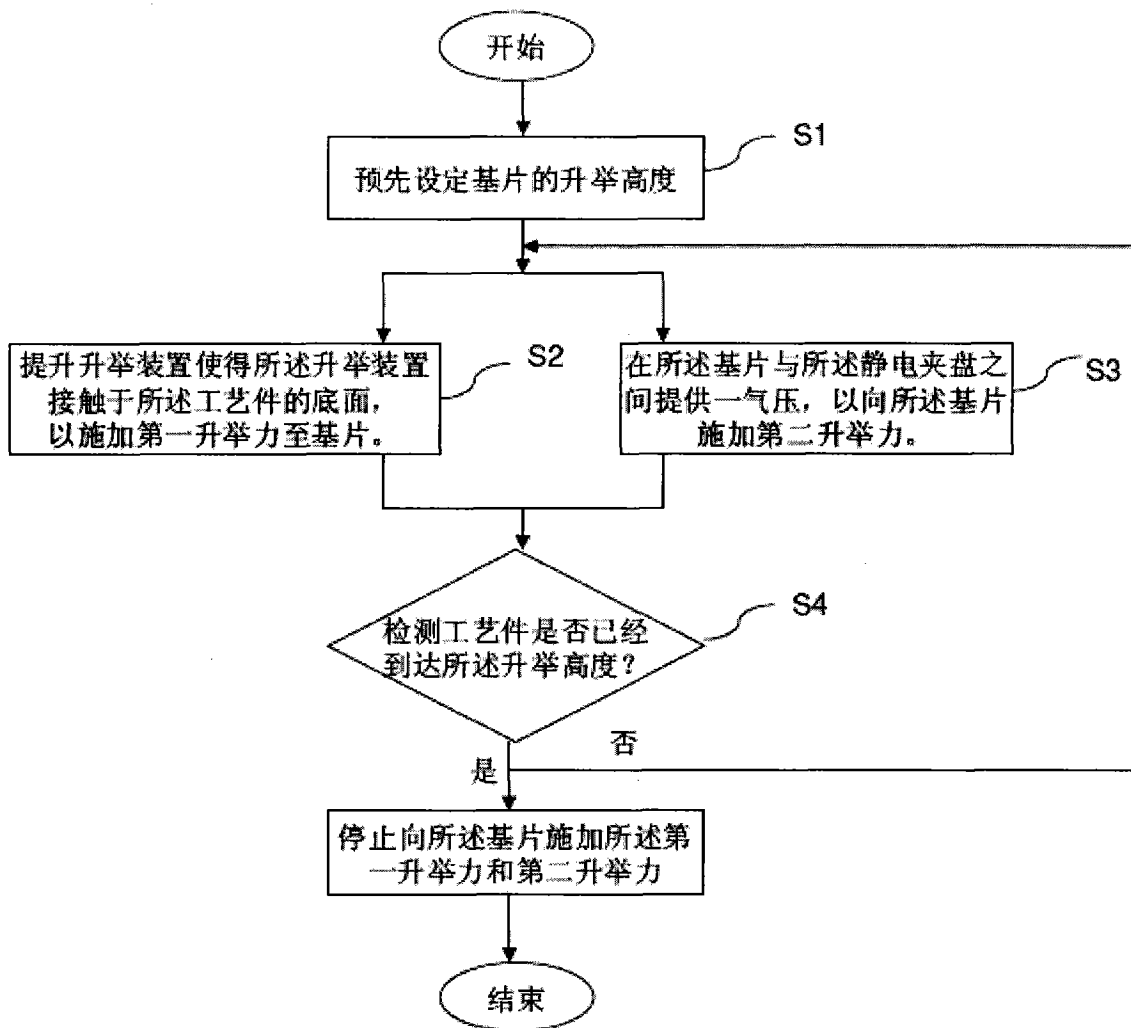 开始
S1
预先设定基片的升举高度
S2
提升升举装置使得所述升举装置
接触于所述工艺件的底面，
以施加第一升举力至基片。
S3
在所述基片与所述静电夹盘之
间提供一气压，以向所述基片
施加第二升举力。
S4
检测工艺件是否已经
到达所述升举高度？
否
是
停止向所述基片施加所述第
一升举力和第二升举力
结束